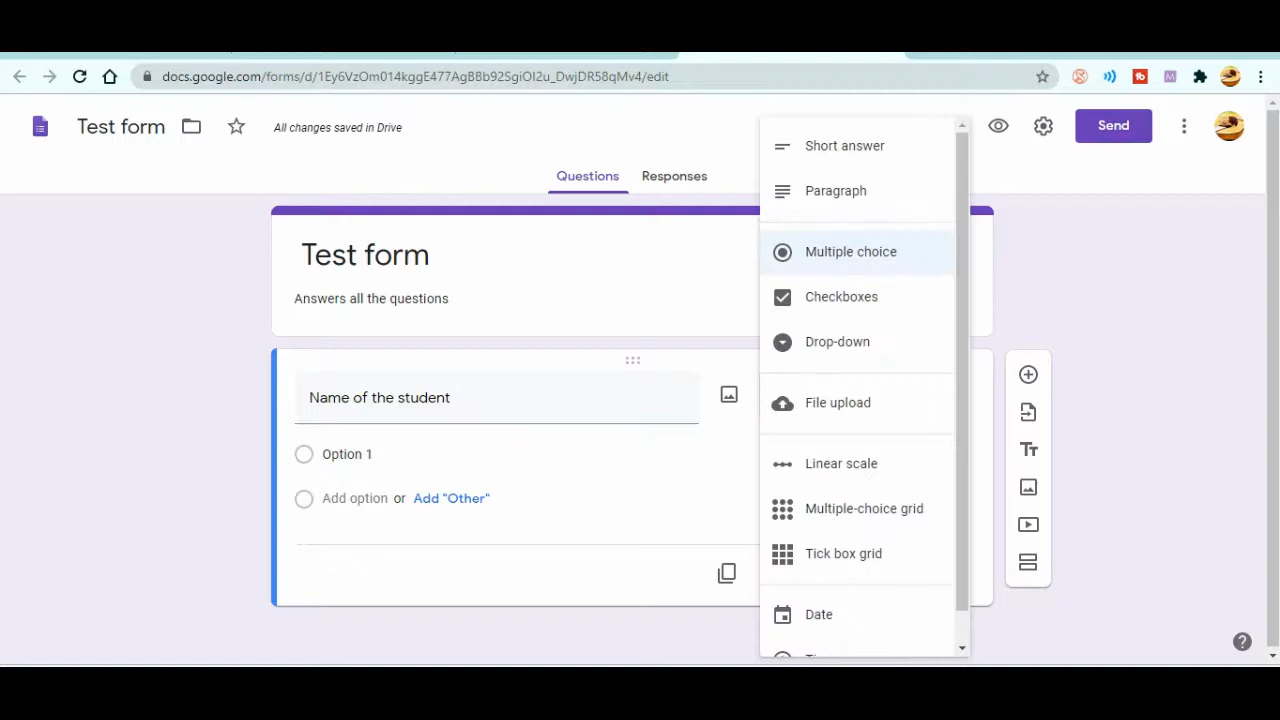 docs.google.com/forms/d/1Ey6VzOm014kggE477AgBBb92SgiOI2u_DwjDR58qMv4/edit
Test form
All changes saved in Drive
Send
Questions
Responses
Test form
Answers all the questions
Name of the student
Option 1
Add option or Add "Other"
Short answer
Paragraph
Multiple choice
Checkboxes
Drop-down
File upload
Linear scale
Multiple-choice grid
Tick box grid
Date